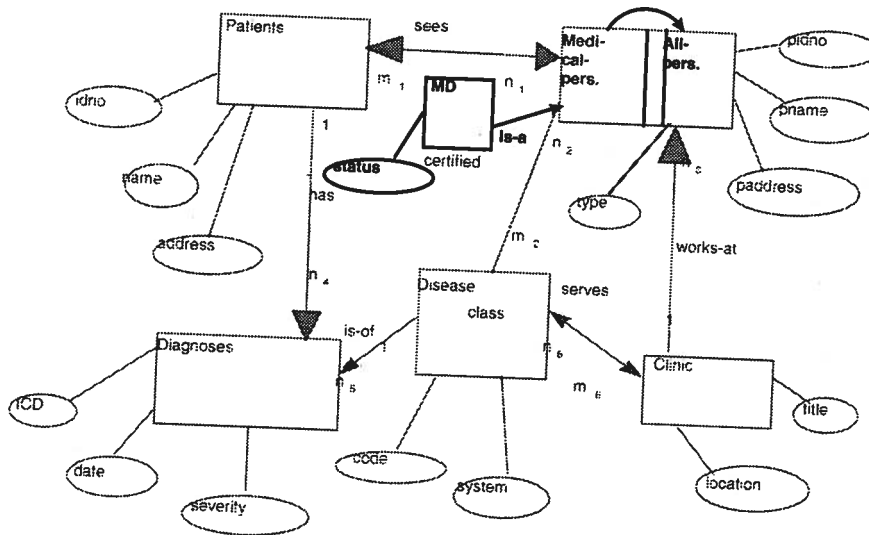 Patients
sees
Medi-
cal-
pers.
All-
pers.
pidno
m 1
n 1
MD
idno
pname
1
Is-a
certified
status
n 2
name
has
type
paddress
address
m 2
works-at
n 4
Disease
class
serves
is-of
1
Diagnoses
n 5
n 6
m 6
1
Clinic
ICD
title
date
code
system
location
severity